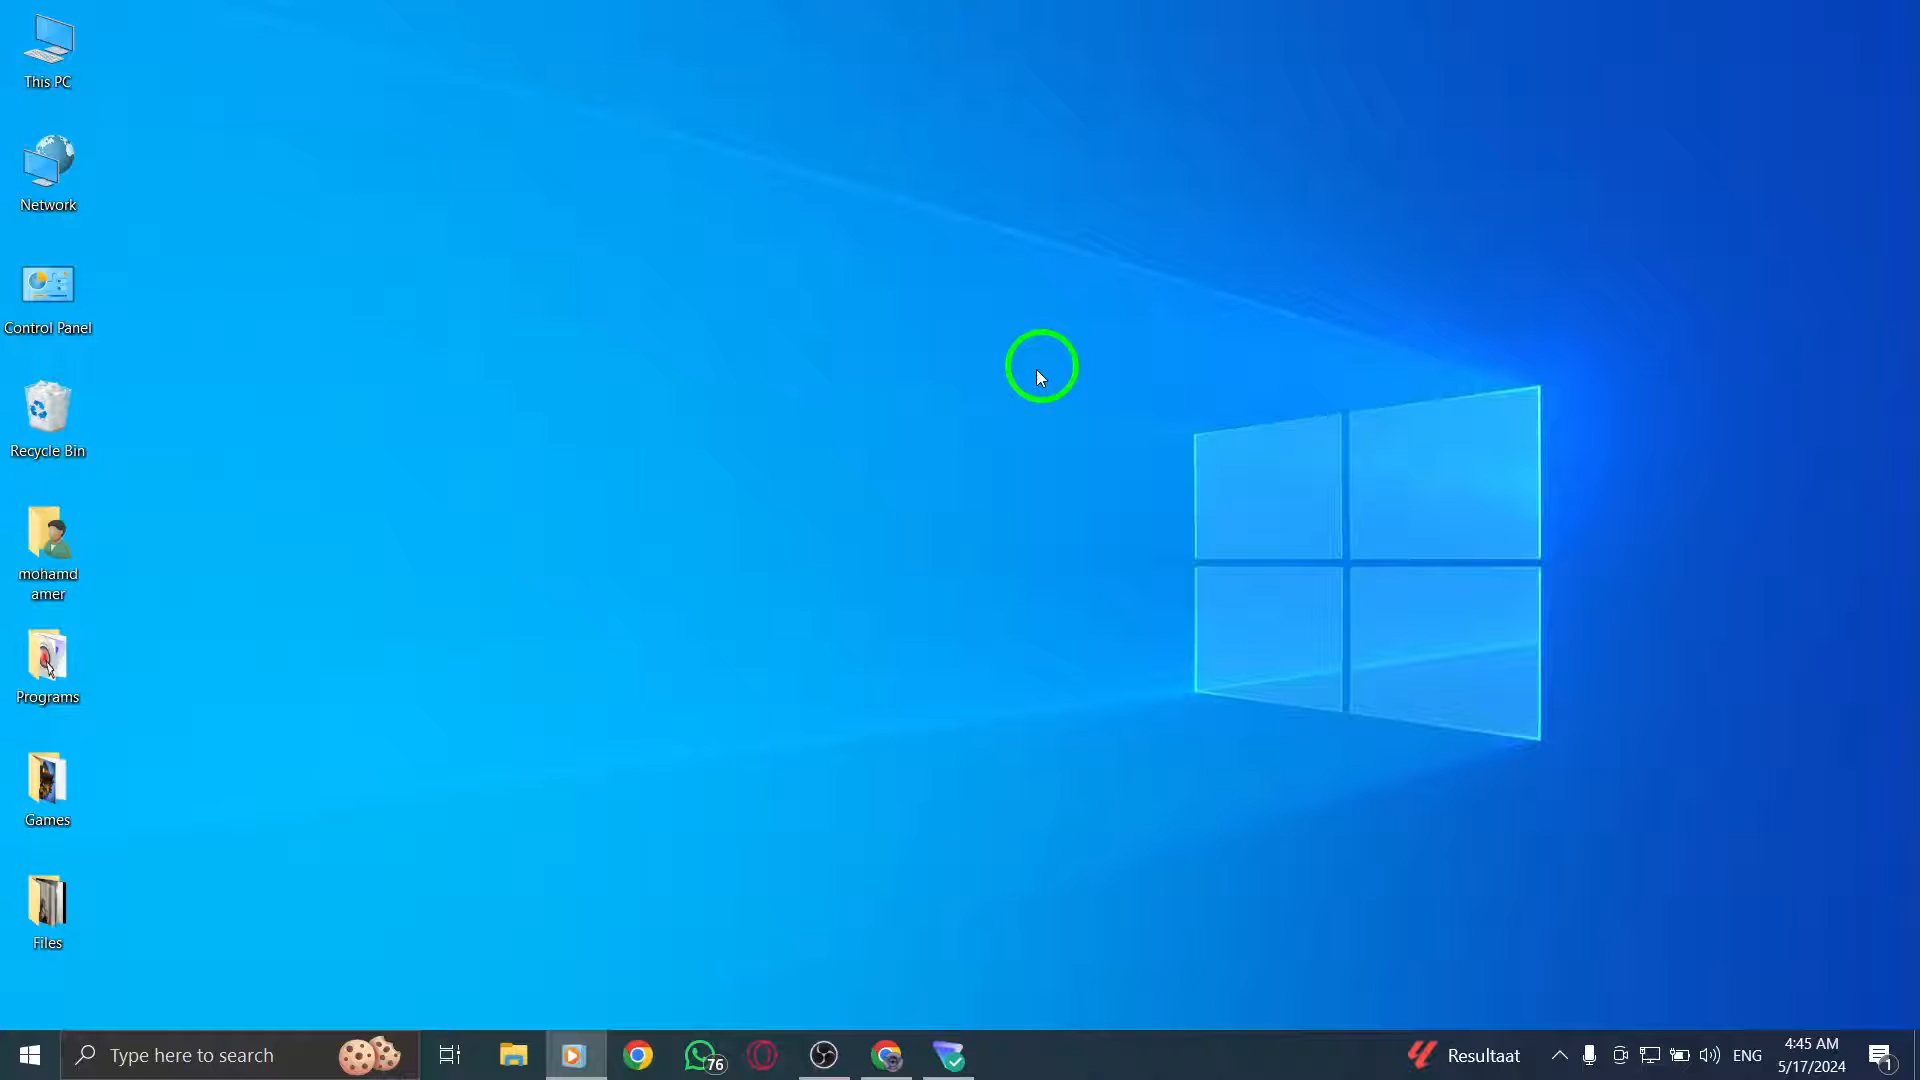 This PC
Network
Control Panel
Recycle Bin
mohamd
amer
Programs
Games
Files
Type here to search
76
Resultaat
ENG
4:45 AM
5/17/2024
1